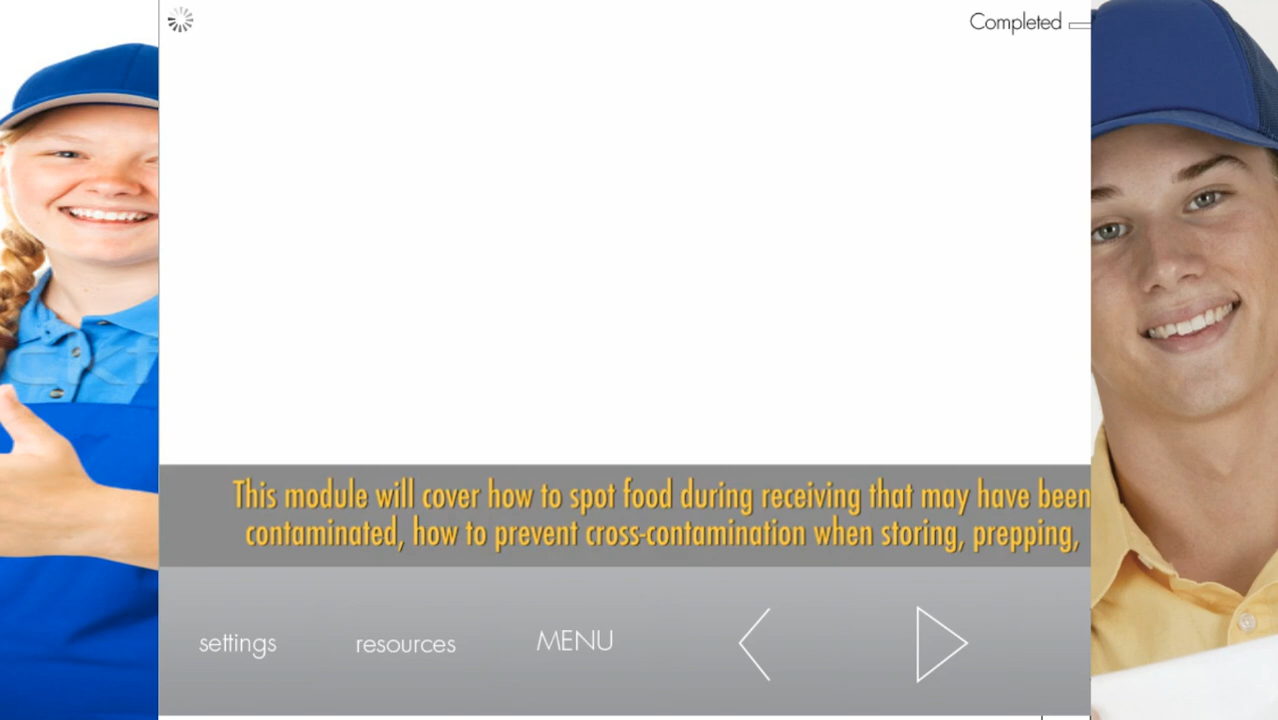 Completed
This module will cover how to spot food during receiving that may have been
contaminated, how to prevent cross-contamination when storing, prepping,
settings
resources
MENU